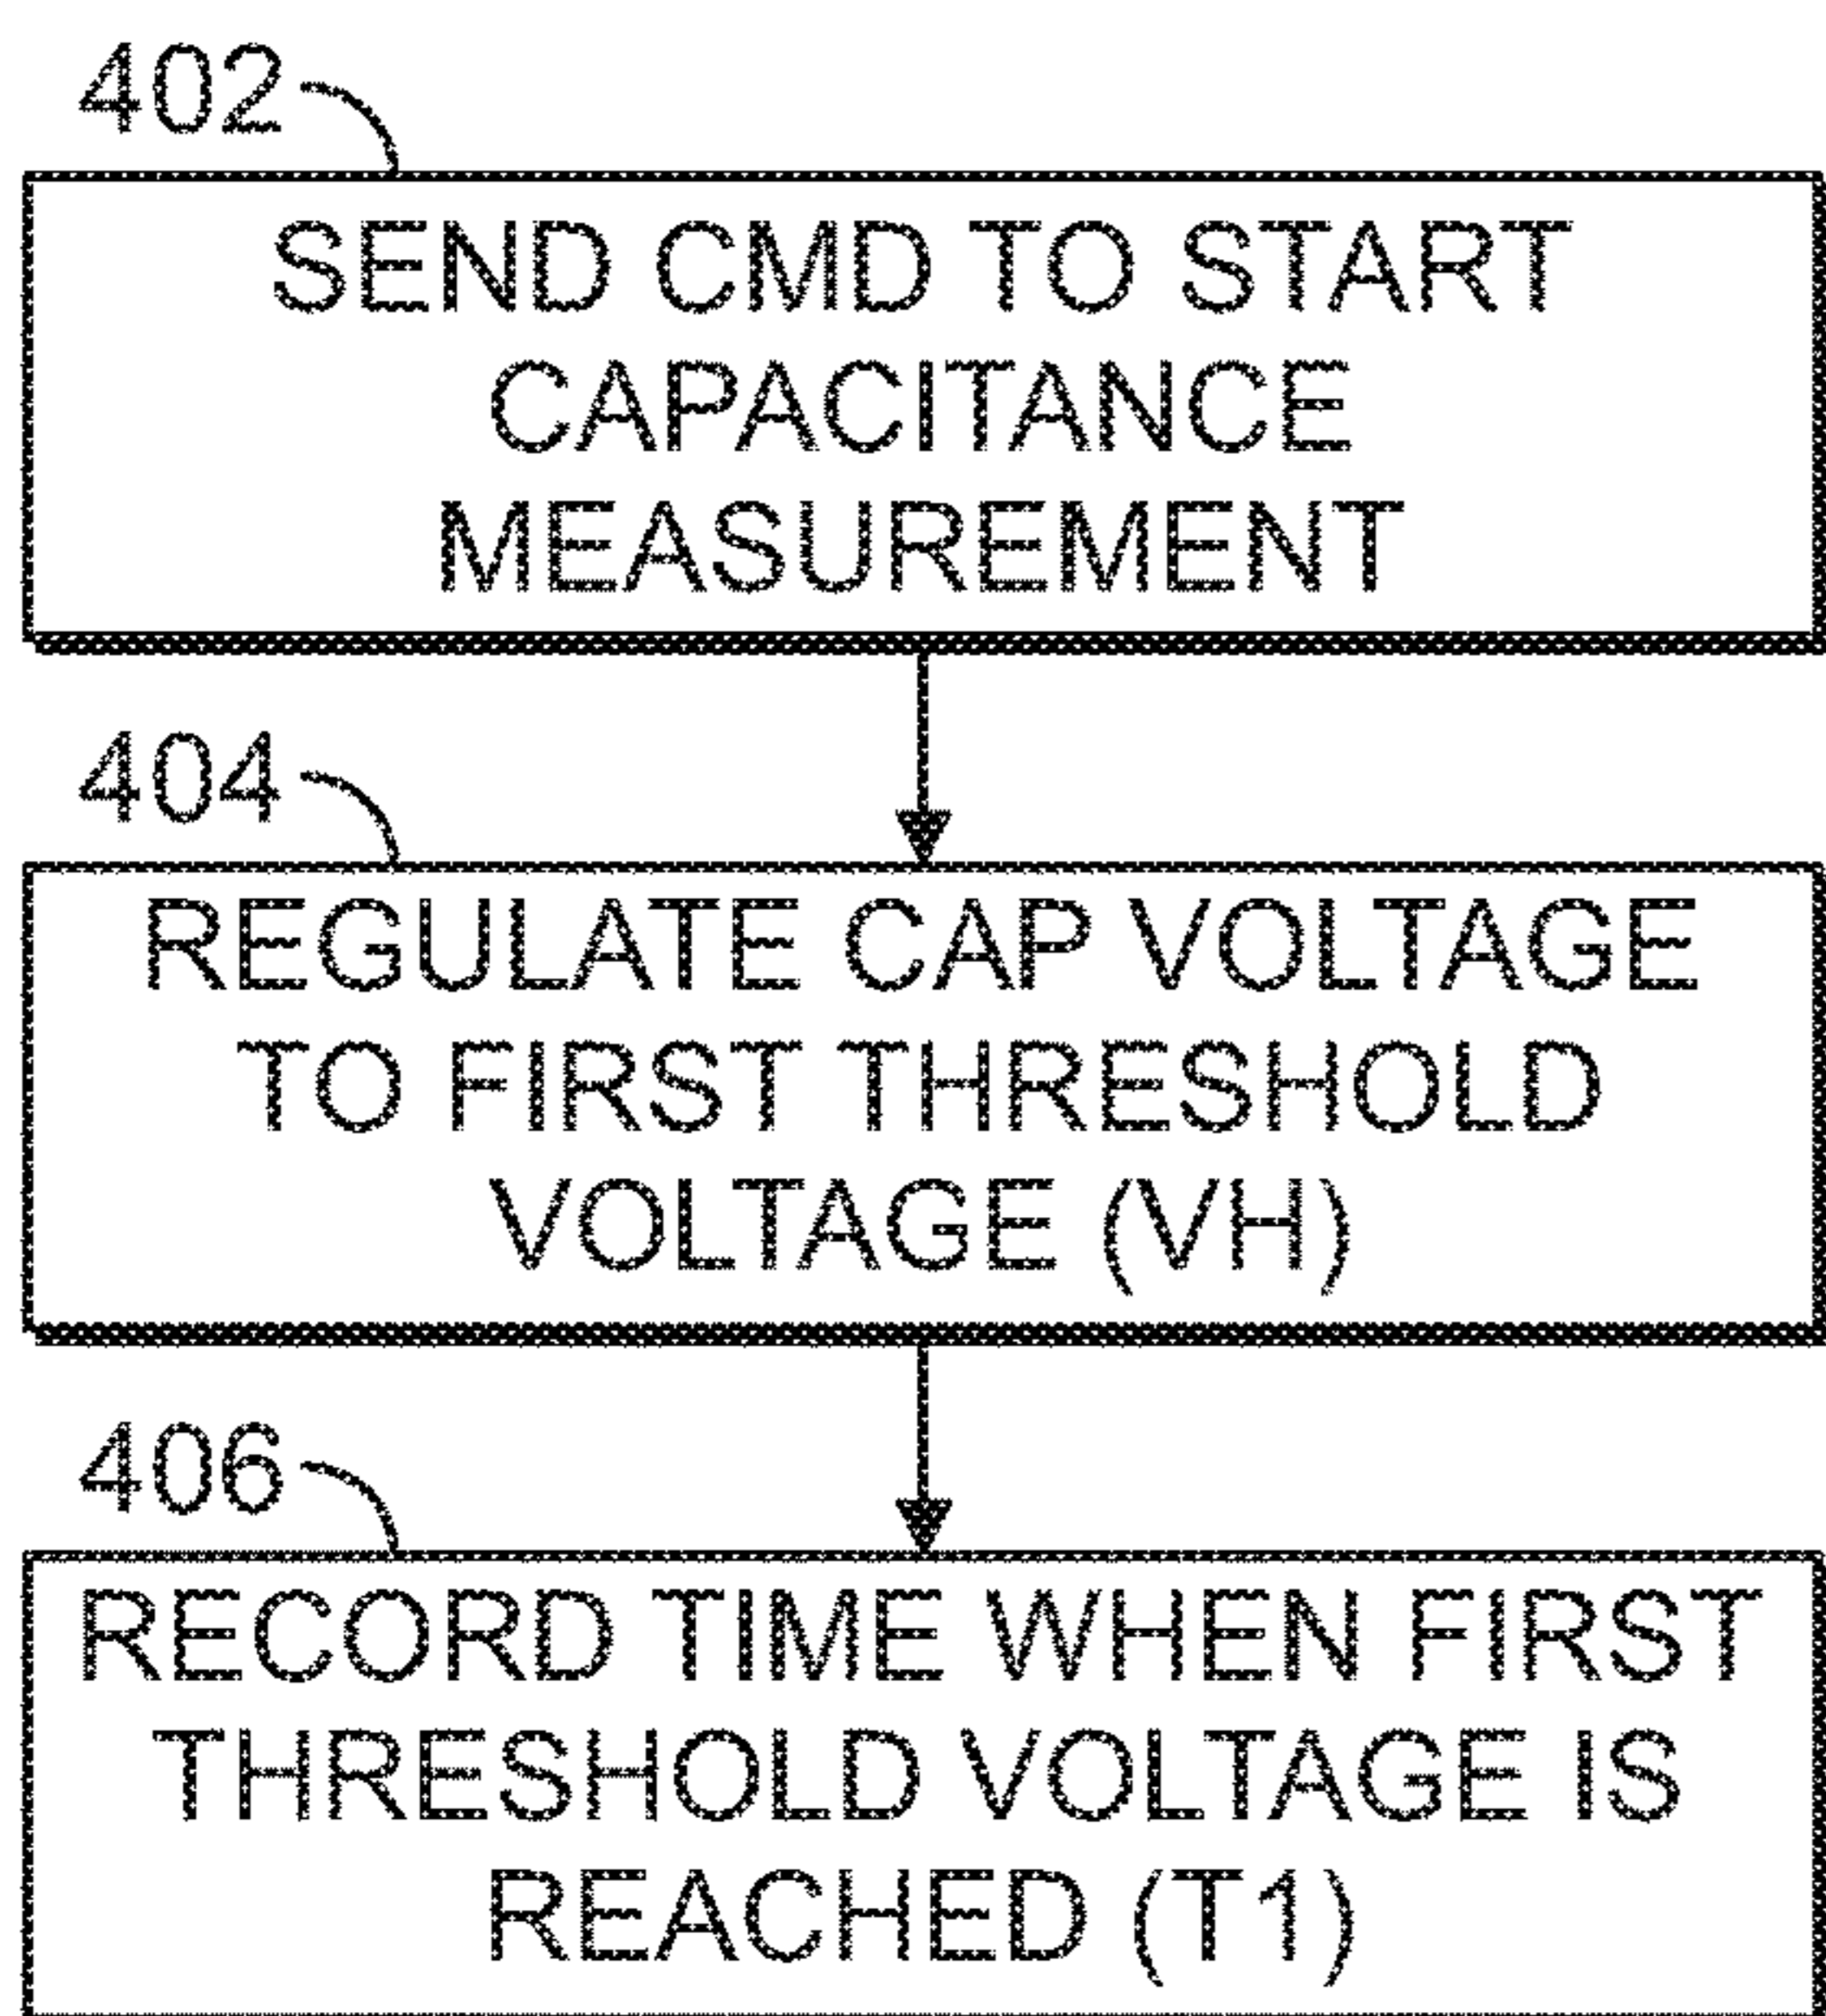 402
SEND CMD TO START
CAPACITANCE
MEASUREMENT
404
REGULATE CAP VOLTAGE
TO FIRST THRESHOLD
VOLTAGE (VH)
406
RECORD TIME WHEN FIRST
THRESHOLD VOLTAGE IS
REACHED (T1)